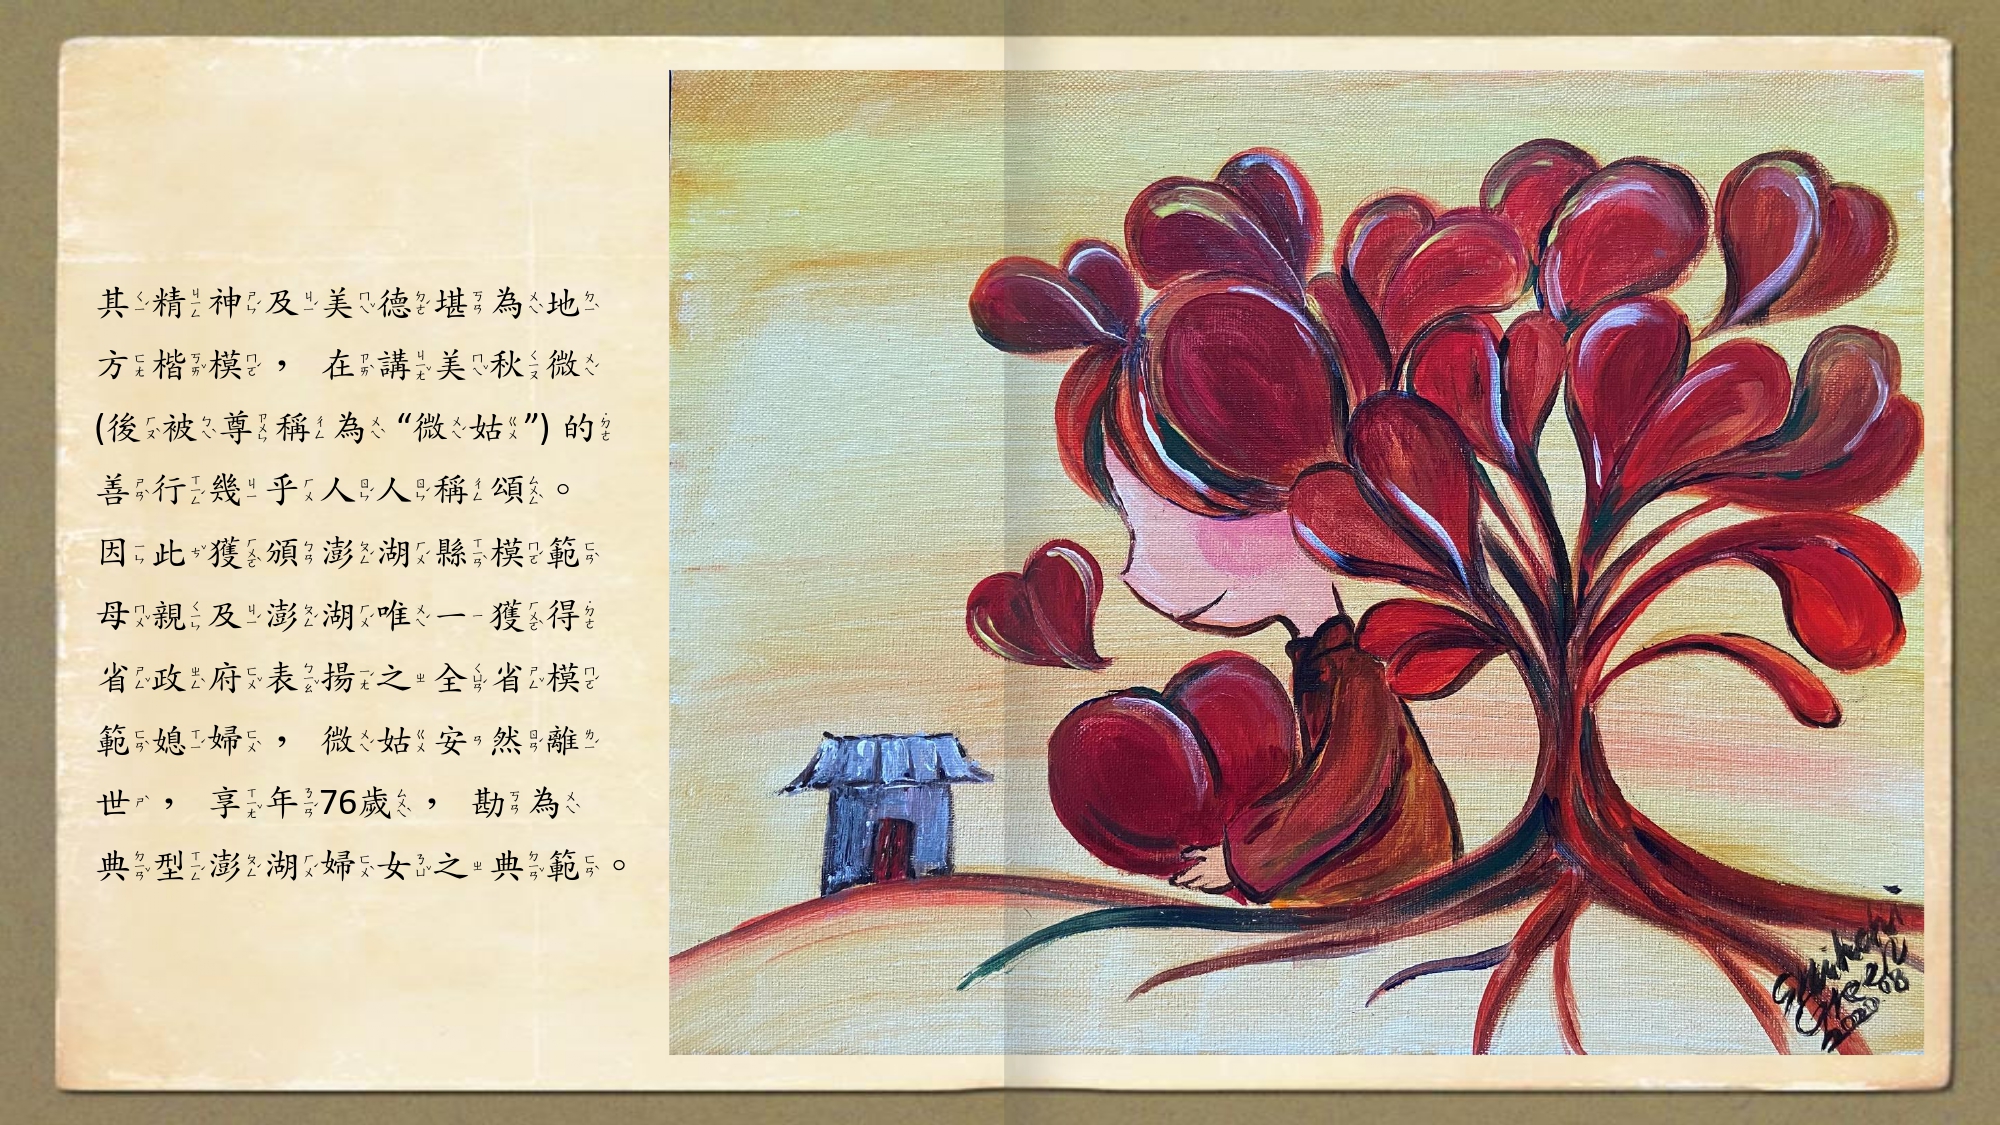 其精神及美德堪為地
方楷模， 在講美秋微
(後被尊稱為“微姑”) 的
善行幾乎人人稱頌。
因此獲頒澎湖縣模範
母親及澎湖唯一獲得
省政府表揚之全省模
範媳婦， 微姑安然離
世， 享年76歲， 勘為
典型澎湖婦女之典範。
2020